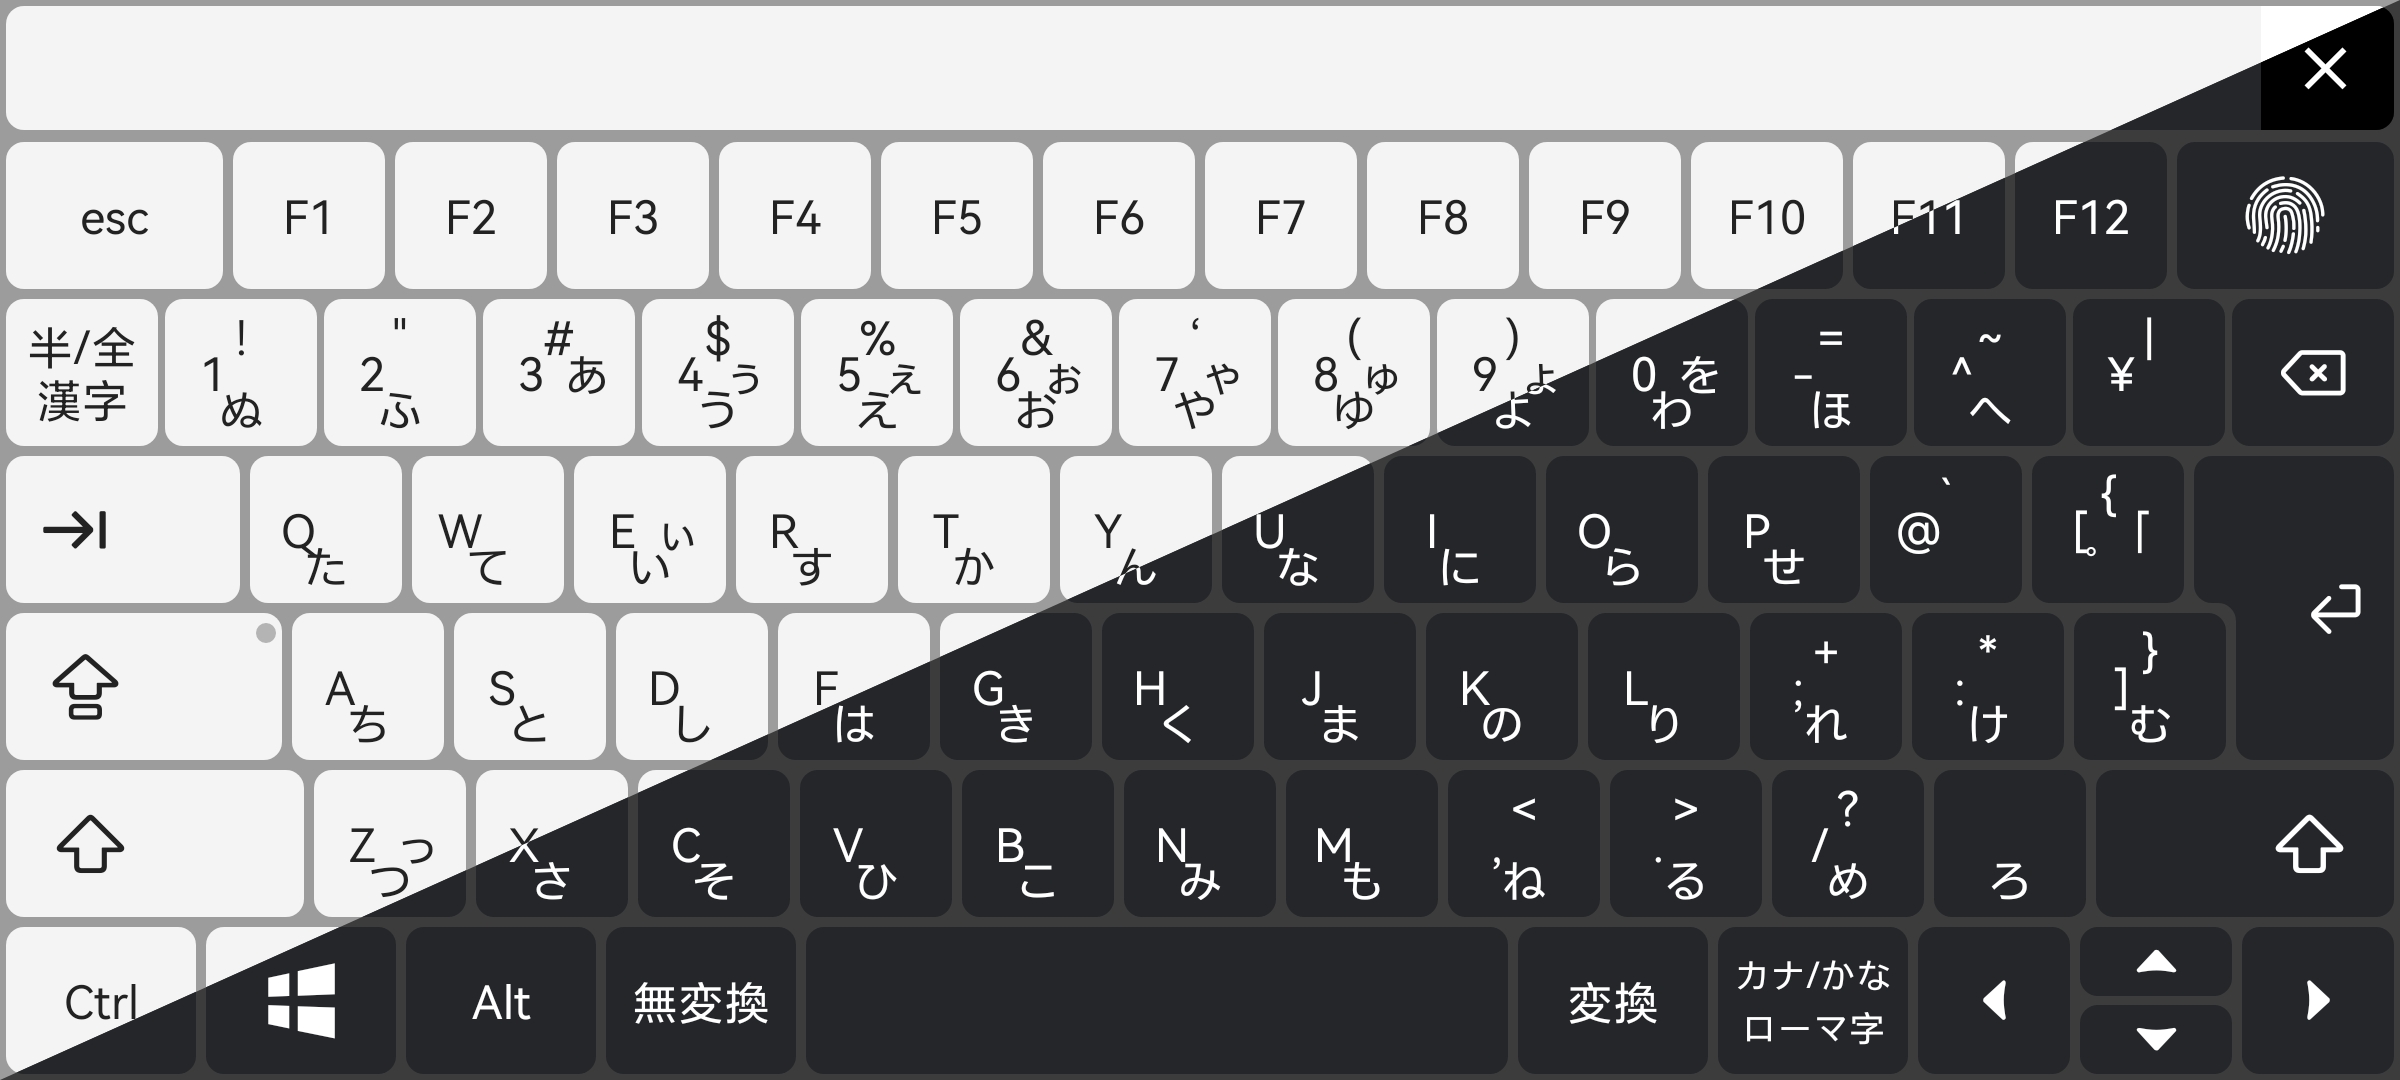 esc F1 F2 F3 F4 F5 F6 F7 F8 F9 F10 F11 F12
半/全 漢字 ! 1 ぬ " 2 ふ # 3 あ $ 4 ぅ う % 5 ぇ え & 6 ぉ お ‘ 7 ゃ や ( 8 ゅ ゆ ) 9 ょ よ 0 を わ = - ほ ~ ^ へ | ¥
Q た W て E ぃ い R す T か Y ん U な I に O ら P せ ` @ { [ 「 ゜
A ち S と D し F は G き H く J ま K の L り + ; れ * : け } ] む
Z っ つ X さ C そ V ひ B こ N み M も < , ね > . る ? / め ろ
Ctrl Alt 無変換 変換 カナ/かな ローマ字